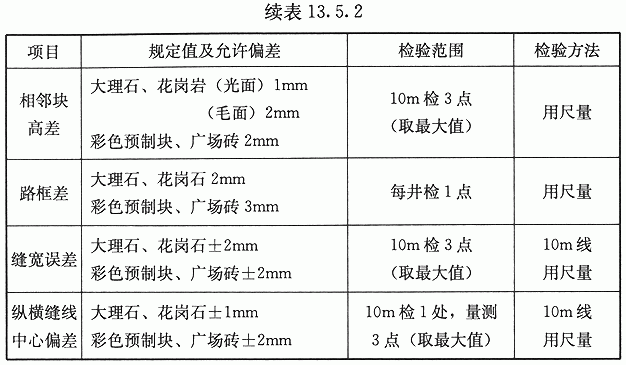 续表 13.5.2
项目 规定值及允许偏差 检验范围 检验方法
相邻块高差
大理石、花岗岩（光面）1mm
（毛面）2mm
彩色预制块、广场砖 2mm
10m 检 3 点
（取最大值）
用尺量
路框差
大理石、花岗石 2mm
彩色预制块、广场砖 3mm
每井检 1 点
用尺量
缝宽误差
大理石、花岗石±2mm
彩色预制块、广场砖±2mm
10m 检 3 点
（取最大值）
10m 线
用尺量
纵横缝线
中心偏差
大理石、花岗石±1mm
彩色预制块、广场砖±2mm
10m 检 1 处，量测
3 点（取最大值）
10m 线
用尺量